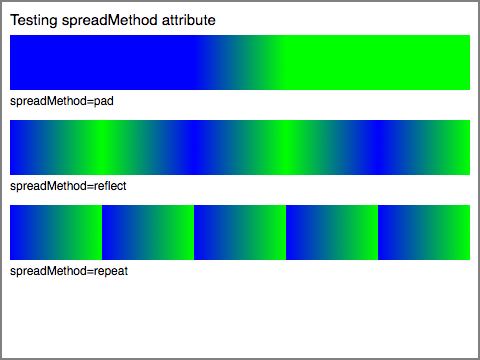 Testing spreadMethod attribute
spreadMethod=pad
spreadMethod=reflect
spreadMethod=repeat